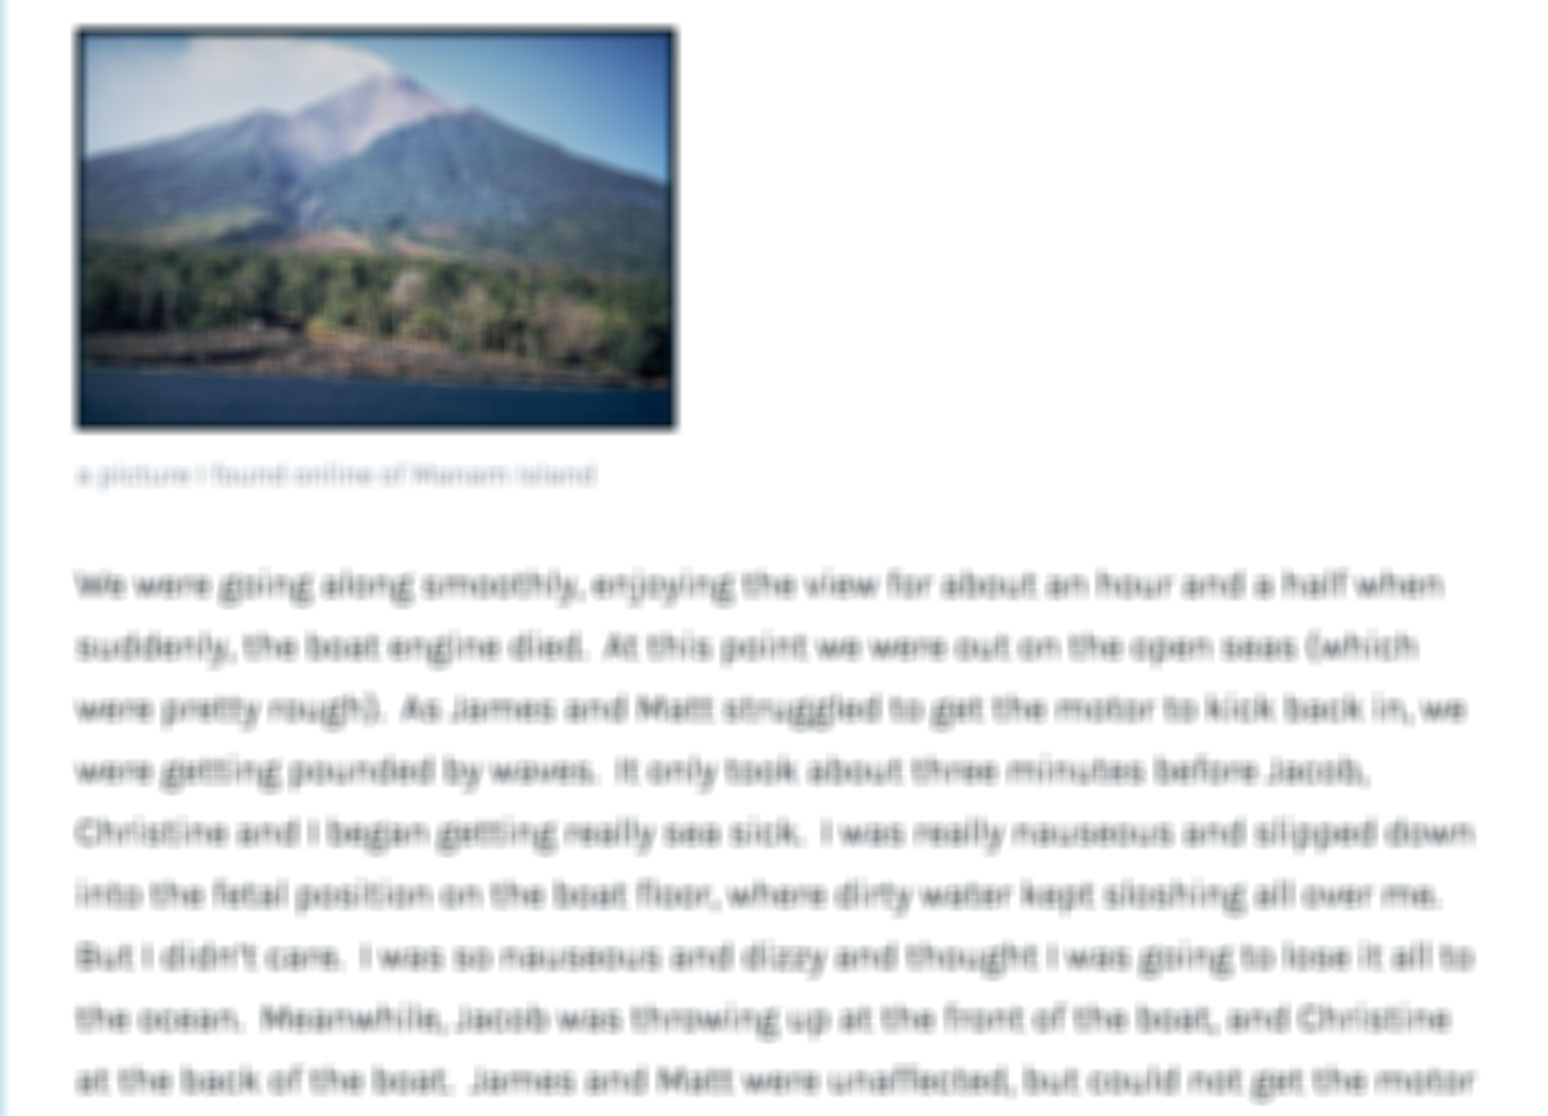 a picture I found online of Manam Island
We were going along smoothly, enjoying the view for about an hour and a half when
suddenly, the boat engine died. At this point we were out on the open seas (which
were pretty rough). As James and Matt struggled to get the motor to kick back in, we
were getting pounded by waves. It only took about three minutes before Jacob,
Christine and I began getting really sea sick. I was really nauseous and slipped down
into the fetal position on the boat floor, where dirty water kept sloshing all over me.
But I didn't care. I was so nauseous and dizzy and thought I was going to lose it all to
the ocean. Meanwhile, Jacob was throwing up at the front of the boat, and Christine
at the back of the boat. James and Matt were unaffected, but could not get the motor